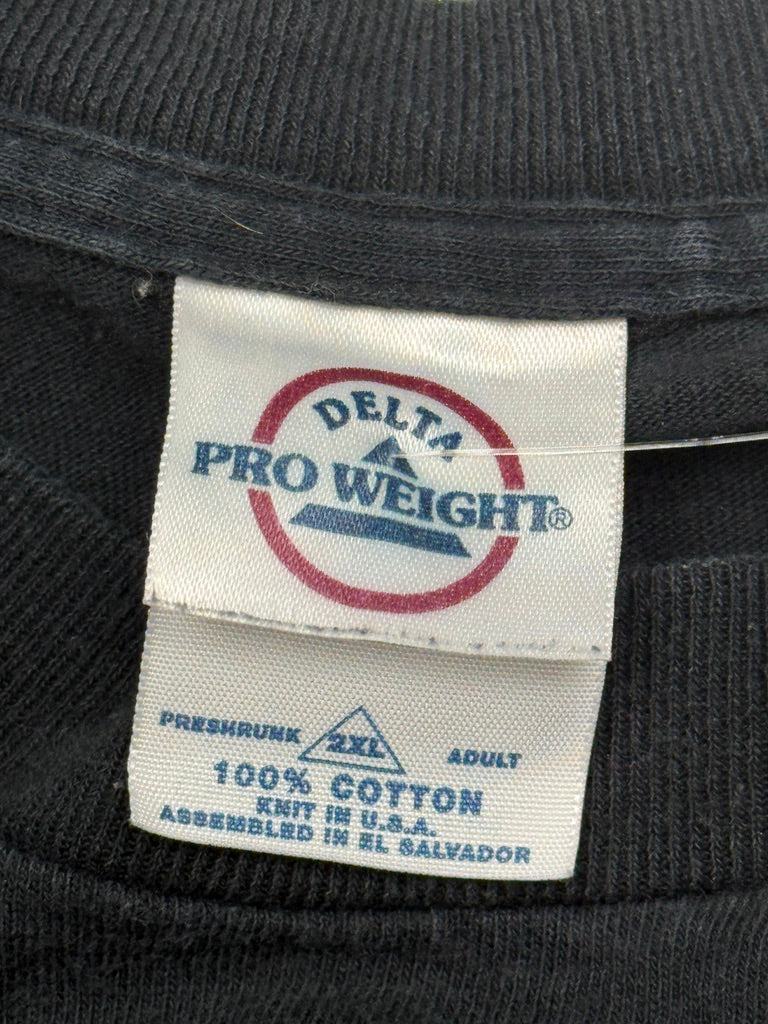 DELTA
PRO WEIGHT®
PRESHRUNK 2XL ADULT
100% COTTON
KNIT IN U.S.A.
ASSEMBLED IN EL SALVADOR